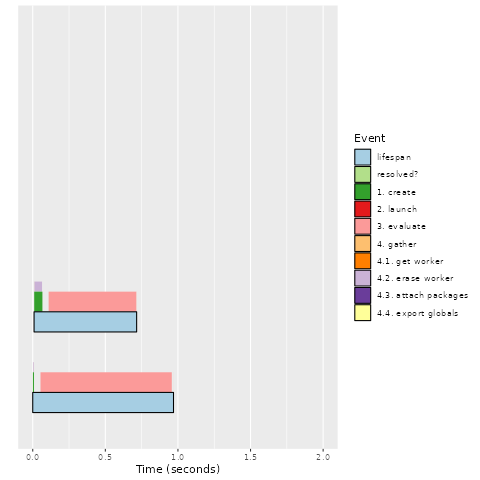 Event
lifespan
resolved?
1. create
2. launch
3. evaluate
4. gather
4.1. get worker
4.2. erase worker
4.3. attach packages
4.4. export globals
0.0 0.5 1.0 1.5 2.0
Time (seconds)